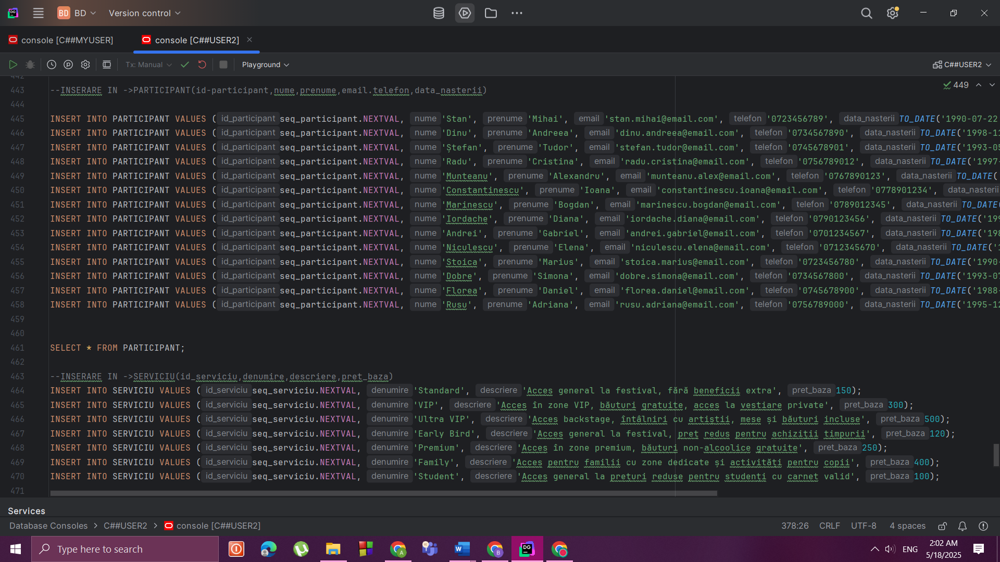 BD BD Version control
console [C##MYUSER] console [C##USER2]
Tx: Manual Playground C##USER2
442
449
443 --INSERARE IN ->PARTICIPANT(id-participant,nume,prenume,email.telefon,data_nasterii)
444
445 INSERT INTO PARTICIPANT VALUES ( id_participant seq_participant.NEXTVAL, nume 'Stan', prenume 'Mihai', email 'stan.mihai@email.com', telefon '0723456789', data_nasterii TO_DATE('1990-07-22
446 INSERT INTO PARTICIPANT VALUES ( id_participant seq_participant.NEXTVAL, nume 'Dinu', prenume 'Andreea', email 'dinu.andreea@email.com', telefon '0734567890', data_nasterii TO_DATE('1998-11
447 INSERT INTO PARTICIPANT VALUES ( id_participant seq_participant.NEXTVAL, nume 'Ștefan', prenume 'Tudor', email 'stefan.tudor@email.com', telefon '0745678901', data_nasterii TO_DATE('1993-05
448 INSERT INTO PARTICIPANT VALUES ( id_participant seq_participant.NEXTVAL, nume 'Radu', prenume 'Cristina', email 'radu.cristina@email.com', telefon '0756789012', data_nasterii TO_DATE('1997-
449 INSERT INTO PARTICIPANT VALUES ( id_participant seq_participant.NEXTVAL, nume 'Munteanu', prenume 'Alexandru', email 'munteanu.alex@email.com', telefon '0767890123', data_nasterii TO_DATE('
450 INSERT INTO PARTICIPANT VALUES ( id_participant seq_participant.NEXTVAL, nume 'Constantinescu', prenume 'Ioana', email 'constantinescu.ioana@email.com', telefon '0778901234', data_nasterii
451 INSERT INTO PARTICIPANT VALUES ( id_participant seq_participant.NEXTVAL, nume 'Marinescu', prenume 'Bogdan', email 'marinescu.bogdan@email.com', telefon '0789012345', data_nasterii TO_DATE(
452 INSERT INTO PARTICIPANT VALUES ( id_participant seq_participant.NEXTVAL, nume 'Iordache', prenume 'Diana', email 'iordache.diana@email.com', telefon '0790123456', data_nasterii TO_DATE('199
453 INSERT INTO PARTICIPANT VALUES ( id_participant seq_participant.NEXTVAL, nume 'Andrei', prenume 'Gabriel', email 'andrei.gabriel@email.com', telefon '0701234567', data_nasterii TO_DATE('198
454 INSERT INTO PARTICIPANT VALUES ( id_participant seq_participant.NEXTVAL, nume 'Niculescu', prenume 'Elena', email 'niculescu.elena@email.com', telefon '0712345670', data_nasterii TO_DATE('1
455 INSERT INTO PARTICIPANT VALUES ( id_participant seq_participant.NEXTVAL, nume 'Stoica', prenume 'Marius', email 'stoica.marius@email.com', telefon '0723456780', data_nasterii TO_DATE('1990-
456 INSERT INTO PARTICIPANT VALUES ( id_participant seq_participant.NEXTVAL, nume 'Dobre', prenume 'Simona', email 'dobre.simona@email.com', telefon '0734567800', data_nasterii TO_DATE('1993-07
457 INSERT INTO PARTICIPANT VALUES ( id_participant seq_participant.NEXTVAL, nume 'Florea', prenume 'Daniel', email 'florea.daniel@email.com', telefon '0745678900', data_nasterii TO_DATE('1988-
458 INSERT INTO PARTICIPANT VALUES ( id_participant seq_participant.NEXTVAL, nume 'Rusu', prenume 'Adriana', email 'rusu.adriana@email.com', telefon '0756789000', data_nasterii TO_DATE('1995-12
459
460
461 SELECT * FROM PARTICIPANT;
462
463 --INSERARE IN ->SERVICIU(id_serviciu,denumire,descriere,pret_baza)
464 INSERT INTO SERVICIU VALUES ( id_serviciu seq_serviciu.NEXTVAL, denumire 'Standard', descriere 'Acces general la festival, fără beneficii extra', pret_baza 150);
465 INSERT INTO SERVICIU VALUES ( id_serviciu seq_serviciu.NEXTVAL, denumire 'VIP', descriere 'Acces în zone VIP, băuturi gratuite, acces la vestiare private', pret_baza 300);
466 INSERT INTO SERVICIU VALUES ( id_serviciu seq_serviciu.NEXTVAL, denumire 'Ultra VIP', descriere 'Acces backstage, întâlniri cu artiștii, mese și băuturi incluse', pret_baza 500);
467 INSERT INTO SERVICIU VALUES ( id_serviciu seq_serviciu.NEXTVAL, denumire 'Early Bird', descriere 'Acces general la festival, preț redus pentru achiziții timpurii', pret_baza 120);
468 INSERT INTO SERVICIU VALUES ( id_serviciu seq_serviciu.NEXTVAL, denumire 'Premium', descriere 'Acces în zone premium, băuturi non-alcoolice gratuite', pret_baza 250);
469 INSERT INTO SERVICIU VALUES ( id_serviciu seq_serviciu.NEXTVAL, denumire 'Family', descriere 'Acces pentru familii cu zone dedicate și activități pentru copii', pret_baza 400);
470 INSERT INTO SERVICIU VALUES ( id_serviciu seq_serviciu.NEXTVAL, denumire 'Student', descriere 'Acces general la prețuri reduse pentru studenți cu carnet valid', pret_baza 100);
471
Services
Database Consoles > C##USER2 > console [C##USER2] 378:26 CRLF UTF-8 4 spaces
Type here to search
ENG
2:02 AM
5/18/2025